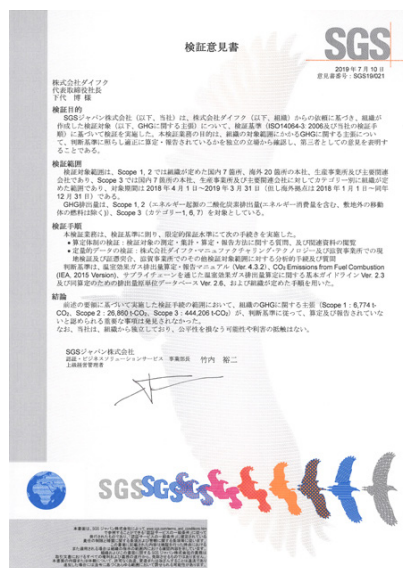 検証意見書
SGS
2019 年 7 月 10 日
意見書番号：SGS19/021
株式会社ダイフク
代表取締役社長
下代 博 様
検証目的
SGSジャパン株式会社（以下、当社）は、株式会社ダイフク（以下、組織）からの依頼に基づき、組織が
作成した検証対象（以下、GHGに関する主張）について、検証基準（ISO14064-3: 2006及び当社の検証手
順）に基づいて検証を実施した。本検証業務の目的は、組織の対象範囲にかかるGHGに関する主張につい
て、判断基準に照らし適正に算定・報告されているかを独立の立場から確認し、第三者としての意見を表明す
ることである。
検証範囲
検証対象範囲は、Scope 1, 2 では組織が定めた国内 7 箇所、海外 20 箇所の本社、生産事業所及び主要関連
会社であり、Scope 3 では国内 7 箇所の本社、生産事業所及び主要関連会社に対してカテゴリー別に組織が定
めた範囲であり、対象期間は 2018 年 4 月 1 日～2019 年 3 月 31 日（但し海外拠点は 2018 年 1 月 1 日～同年
12 月 31 日）である。
GHG排出量は、Scope 1, 2（エネルギー起源の二酸化炭素排出量(エネルギー消費量を含む、敷地外の移動
体の燃料は除く)）、Scope 3（カテゴリー1, 6, 7）を対象としている。
検証手順
本検証業務は、検証基準に則り、限定的保証水準にて次の手続きを実施した。
• 算定体制の検証：検証対象の測定・集計・算定・報告方法に関する質問、及び関連資料の閲覧
• 定量的データの検証：株式会社ダイフク・マニュファクチャリング・テクノロジー及び滋賀事業所での現
地検証及び証憑突合、滋賀事業所でのその他検証対象範囲に対する分析的手続及び質問
判断基準は、温室効果ガス排出量算定・報告マニュアル（Ver 4.3.2）, CO₂ Emissions from Fuel Combustion
(IEA, 2015 Version)、サプライチェーンを通じた温室効果ガス排出量算定に関する基本ガイドライン Ver. 2.3
及び同算定のための排出量原単位データベース Ver. 2.6、および組織が定めた手順を用いた。
結論
前述の要領に基づいて実施した検証手続の範囲において、組織のGHGに関する主張（Scope 1 : 6,774 t-
CO₂、Scope 2 : 26,860 t-CO₂、Scope 3 : 444,206 t-CO₂）が、判断基準に従って、算定及び報告されていな
いと認められる重要な事項は発見されなかった。
なお、当社は、組織から独立しており、公平性を損なう可能性や利害の抵触はない。
SGSジャパン株式会社
認証・ビジネスソリューションサービス 事業部長
上級経営管理者
竹内 裕二
SGSSGSSGS